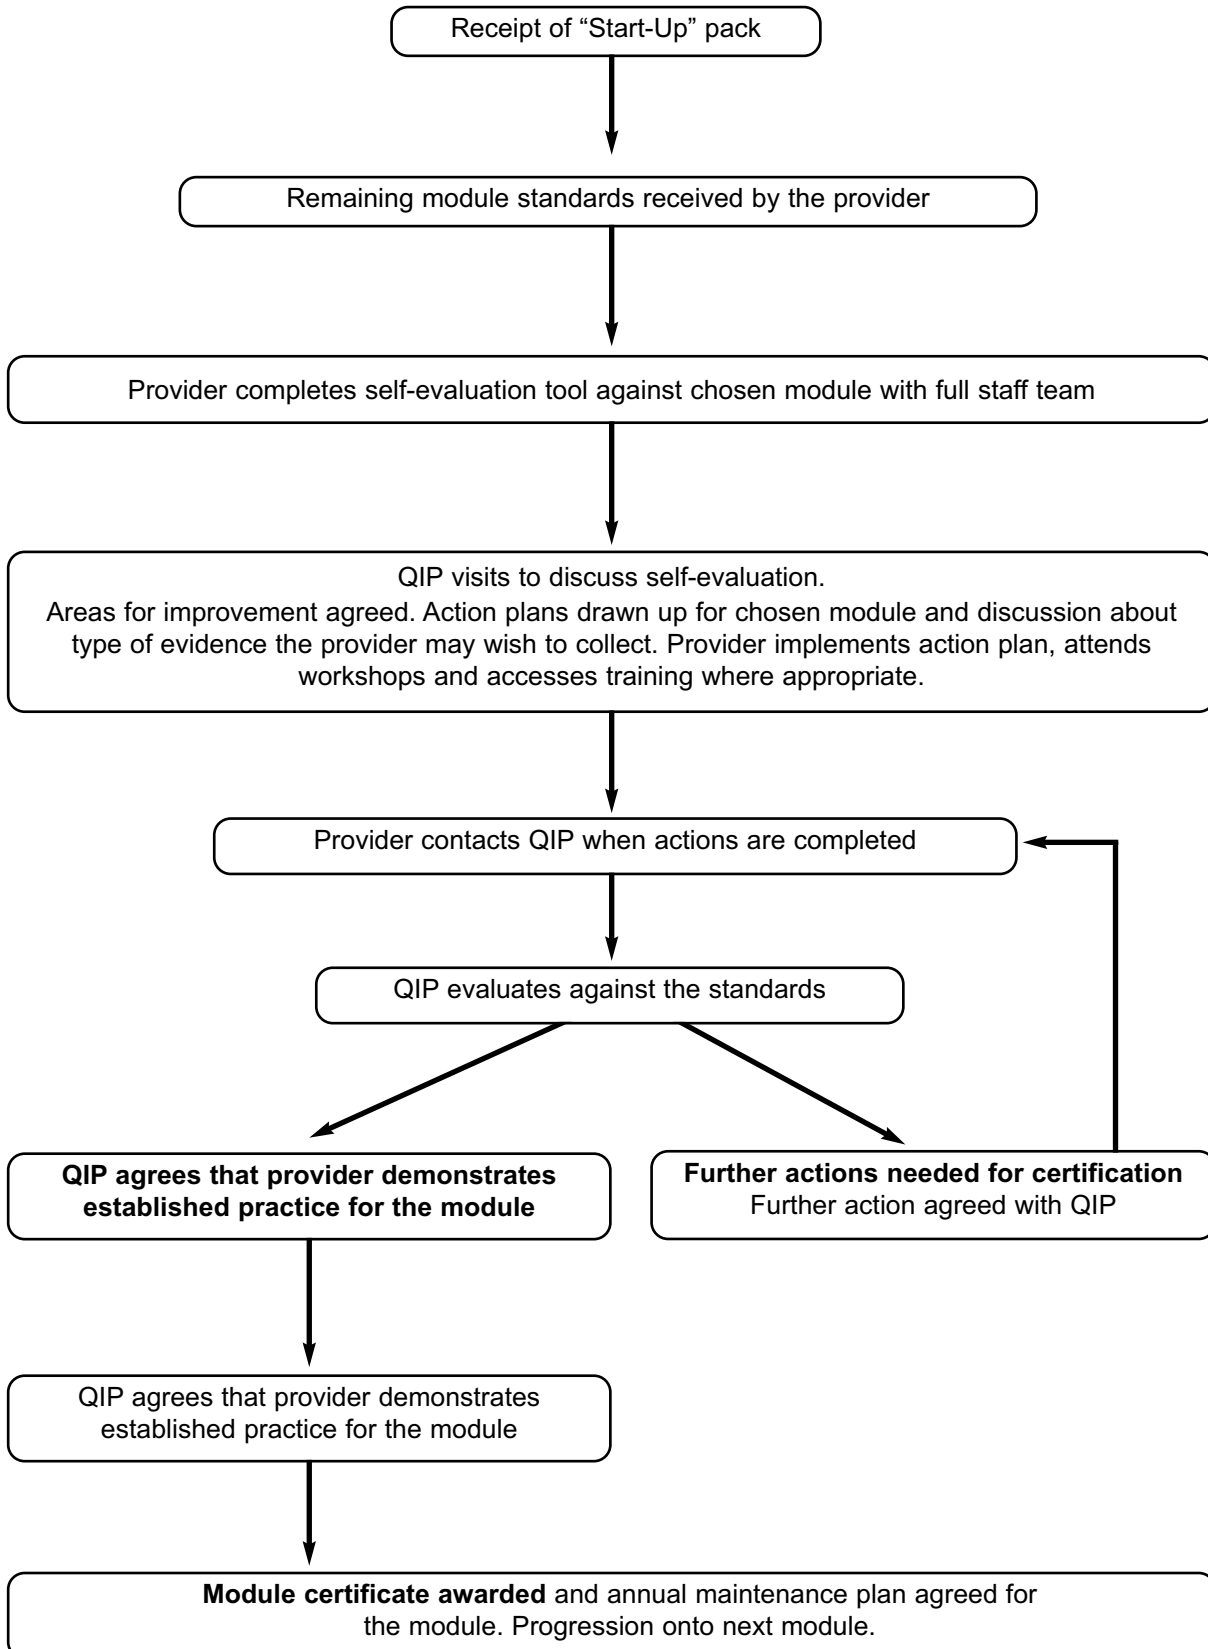 Receipt of “Start-Up” pack
Remaining module standards received by the provider
Provider completes self-evaluation tool against chosen module with full staff team
QIP visits to discuss self-evaluation.
Areas for improvement agreed. Action plans drawn up for chosen module and discussion about
type of evidence the provider may wish to collect. Provider implements action plan, attends
workshops and accesses training where appropriate.
Provider contacts QIP when actions are completed
QIP evaluates against the standards
QIP agrees that provider demonstrates
established practice for the module
Further actions needed for certification
Further action agreed with QIP
QIP agrees that provider demonstrates
established practice for the module
Module certificate awarded and annual maintenance plan agreed for
the module. Progression onto next module.